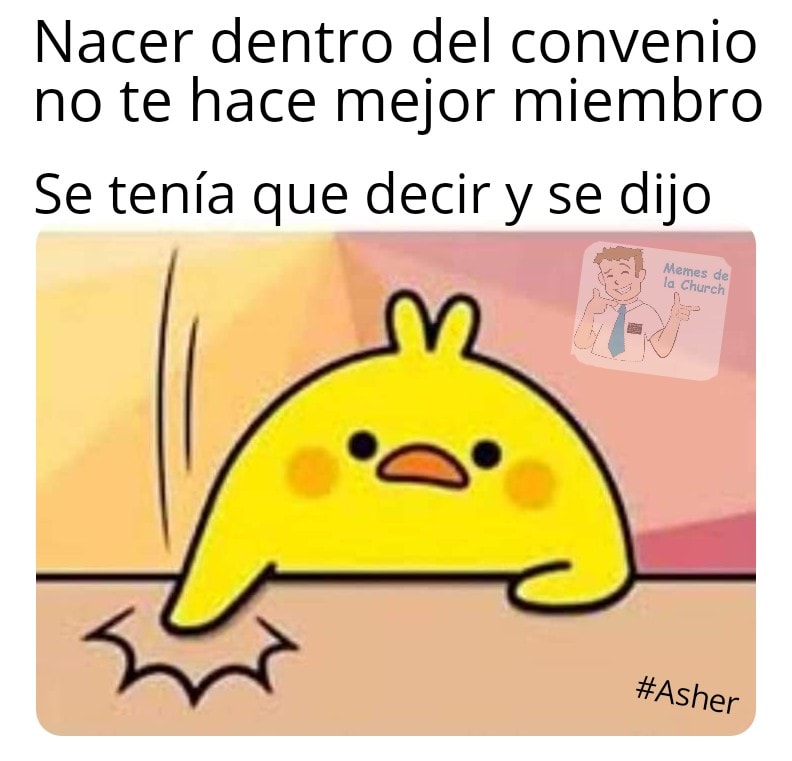 Nacer dentro del convenio
no te hace mejor miembro
Se tenía que decir y se dijo
Memes de
la Church
#Asher